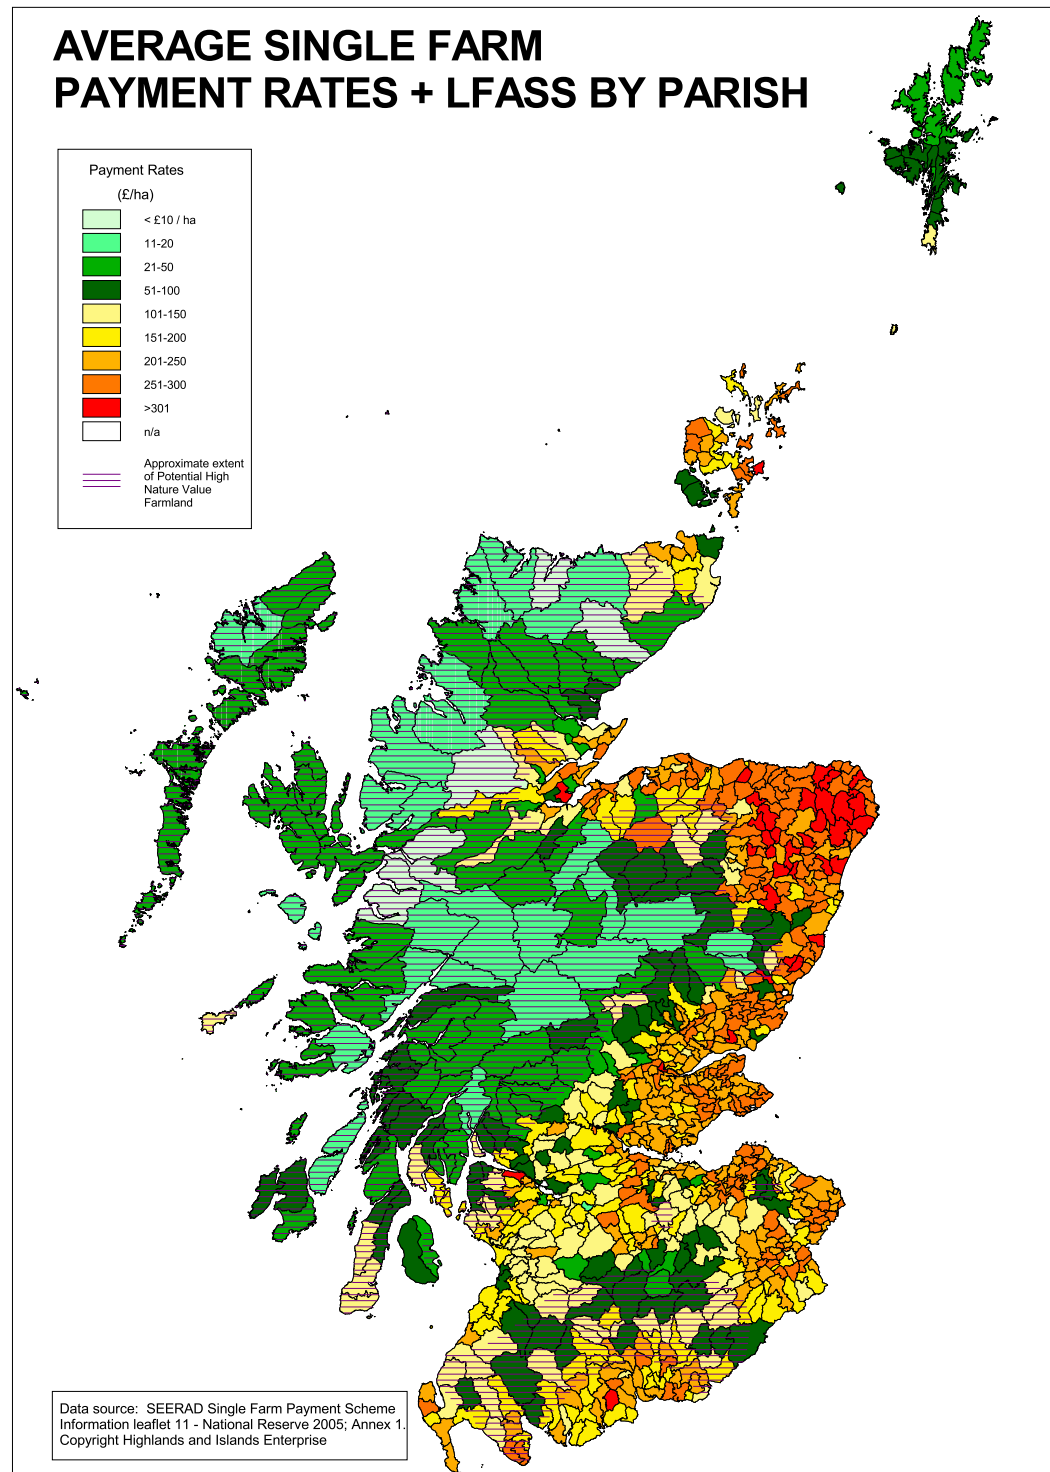 AVERAGE SINGLE FARM
PAYMENT RATES + LFASS BY PARISH
Payment Rates
(£/ha)
< £10 / ha
11-20
21-50
51-100
101-150
151-200
201-250
251-300
>301
n/a
Approximate extent
of Potential High
Nature Value
Farmland
Data source: SEERAD Single Farm Payment Scheme
Information leaflet 11 - National Reserve 2005; Annex 1.
Copyright Highlands and Islands Enterprise